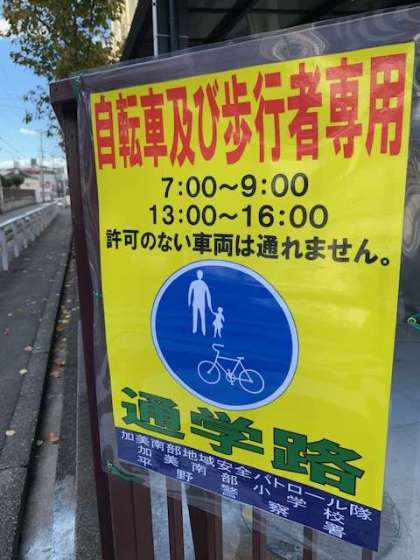 自転車及び歩行者専用
7:00～9:00
13:00～16:00
許可のない車両は通れません。
通学路
加美南部地域安全パトロール隊
加美南部小学校
平野警察署